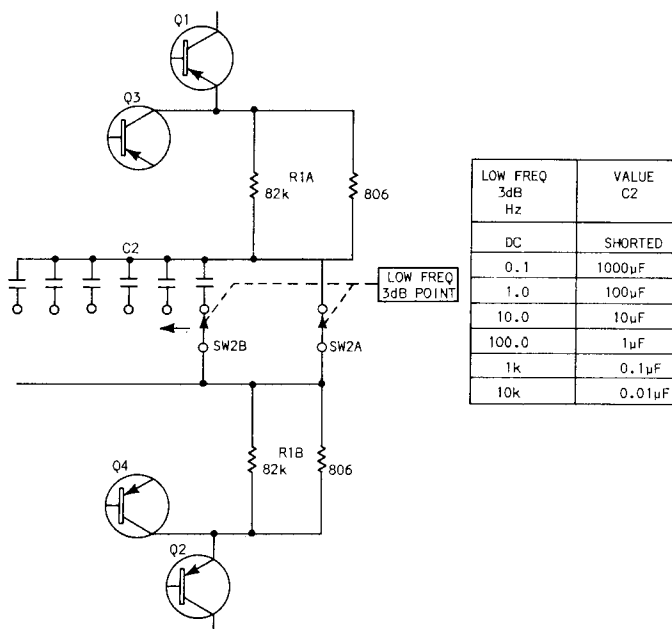 Q1
Q3
R1A
82k
806
C2
LOW FREQ
3dB POINT
SW2B
SW2A
R1B
82k
806
Q4
Q2
LOW FREQ
3dB
Hz
VALUE
C2
DC SHORTED
0.1 1000µF
1.0 100µF
10.0 10µF
100.0 1µF
1k 0.1µF
10k 0.01µF